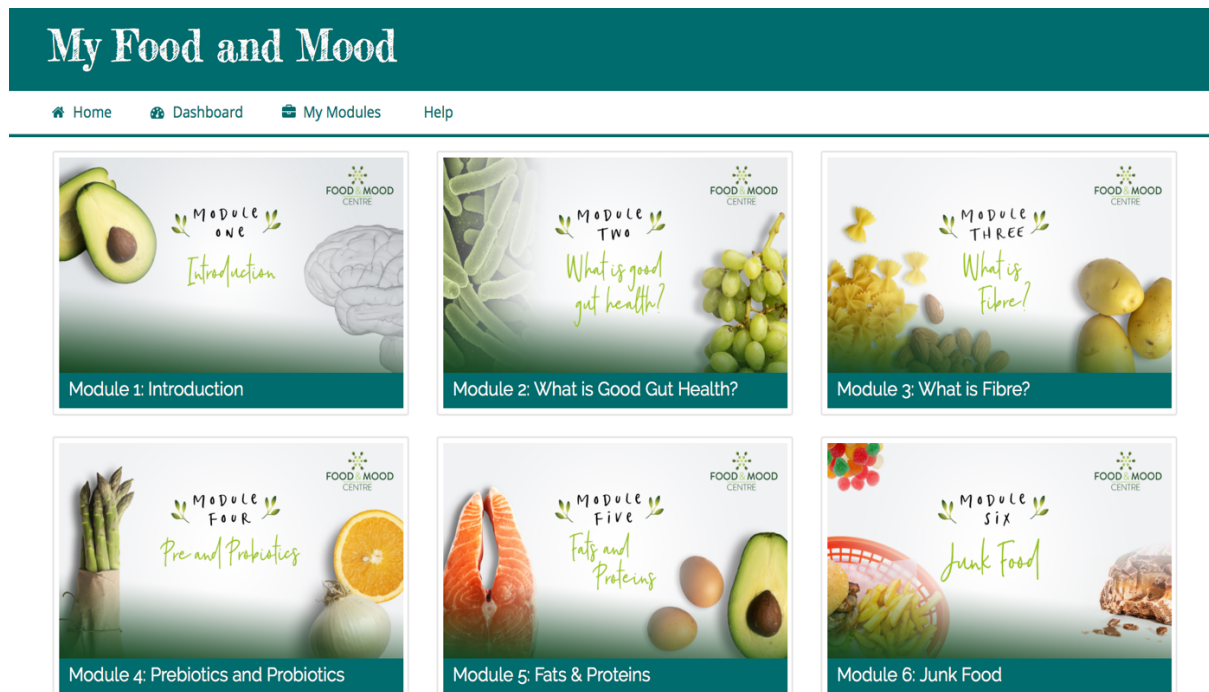 My Food and Mood
Home Dashboard My Modules Help
FOOD & MOOD
CENTRE
MODULE
ONE
Introduction
Module 1: Introduction
FOOD & MOOD
CENTRE
MODULE
TWO
What is good
gut health?
Module 2: What is Good Gut Health?
FOOD & MOOD
CENTRE
MODULE
THREE
What is
Fibre?
Module 3: What is Fibre?
FOOD & MOOD
CENTRE
MODULE
FOUR
Pre and Probiotics
Module 4: Prebiotics and Probiotics
FOOD & MOOD
CENTRE
MODULE
FIVE
Fats and
Proteins
Module 5: Fats & Proteins
FOOD & MOOD
CENTRE
MODULE
SIX
Junk Food
Module 6: Junk Food